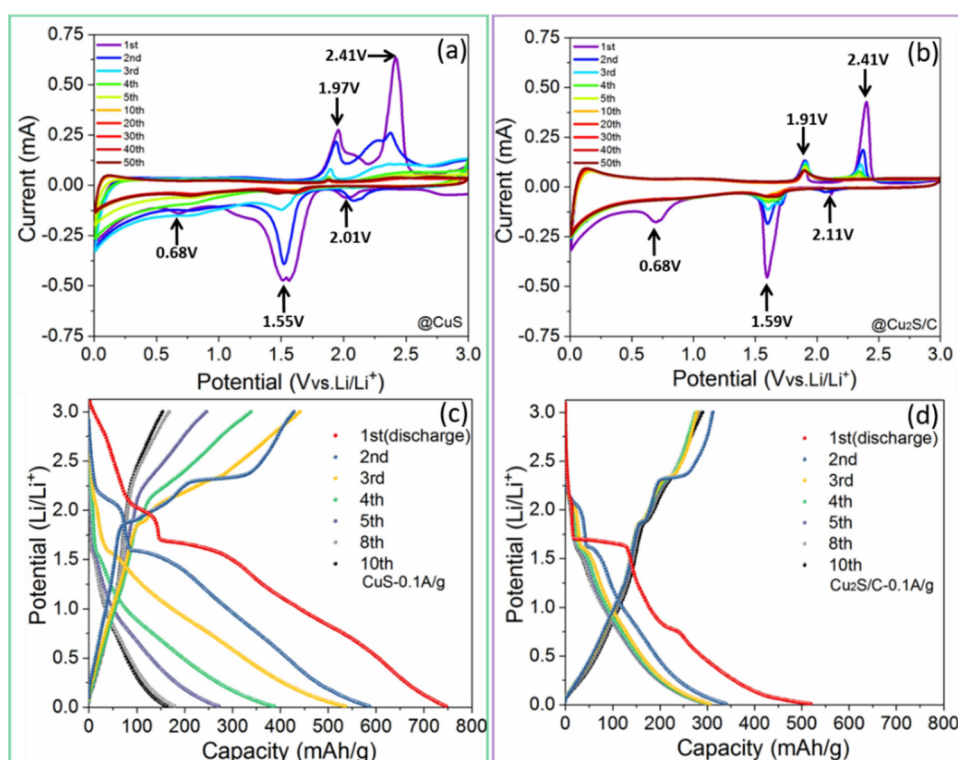 (a)
0.75
0.50
0.25
0.00
-0.25
-0.50
-0.75
Current (mA)
1st
2nd
3rd
4th
5th
10th
20th
30th
40th
50th
2.41V
1.97V
0.68V
2.01V
1.55V
@CuS
0.0 0.5 1.0 1.5 2.0 2.5 3.0
Potential (Vvs.Li/Li⁺)
(b)
0.75
0.50
0.25
0.00
-0.25
-0.50
-0.75
Current (mA)
1st
2nd
3rd
4th
5th
10th
20th
30th
40th
50th
2.41V
1.91V
0.68V
2.11V
1.59V
@Cu₂S/C
0.0 0.5 1.0 1.5 2.0 2.5 3.0
Potential (Vvs.Li/Li⁺)
(c)
3.0
2.5
2.0
1.5
1.0
0.5
0.0
Potential (Li/Li⁺)
1st(discharge)
2nd
3rd
4th
5th
8th
10th
CuS-0.1A/g
0 100 200 300 400 500 600 700 800
Capacity (mAh/g)
(d)
3.0
2.5
2.0
1.5
1.0
0.5
0.0
Potential (Li/Li⁺)
1st(discharge)
2nd
3rd
4th
5th
8th
10th
Cu₂S/C-0.1A/g
0 100 200 300 400 500 600 700 800
Capacity (mAh/g)